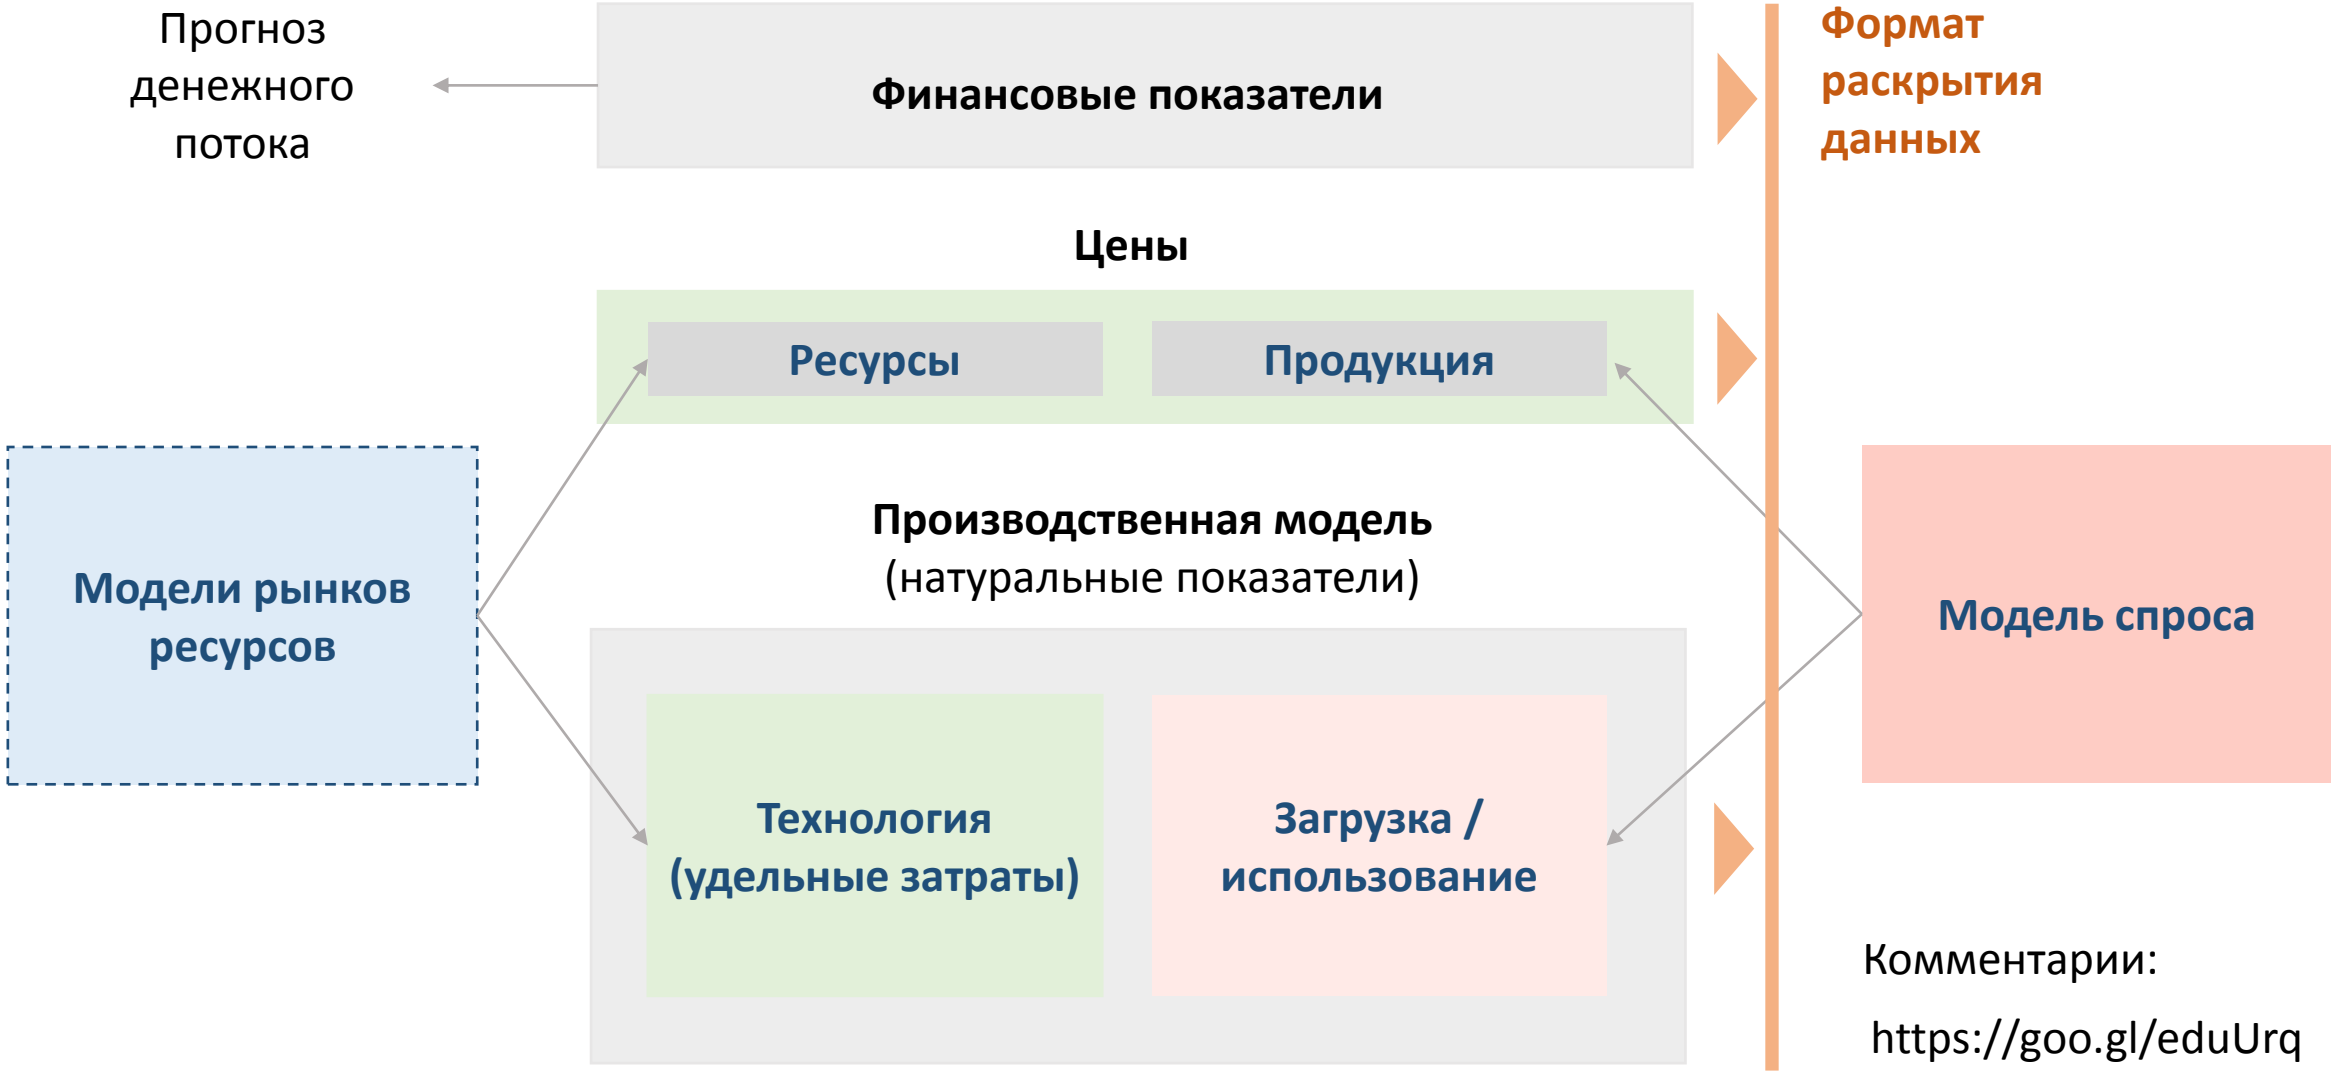 Прогноз
денежного
потока
Финансовые показатели
Формат
раскрытия
данных
Цены
Ресурсы
Продукция
Модели рынков
ресурсов
Производственная модель
(натуральные показатели)
Модель спроса
Технология
(удельные затраты)
Загрузка /
использование
Комментарии:
https://goo.gl/eduUrq